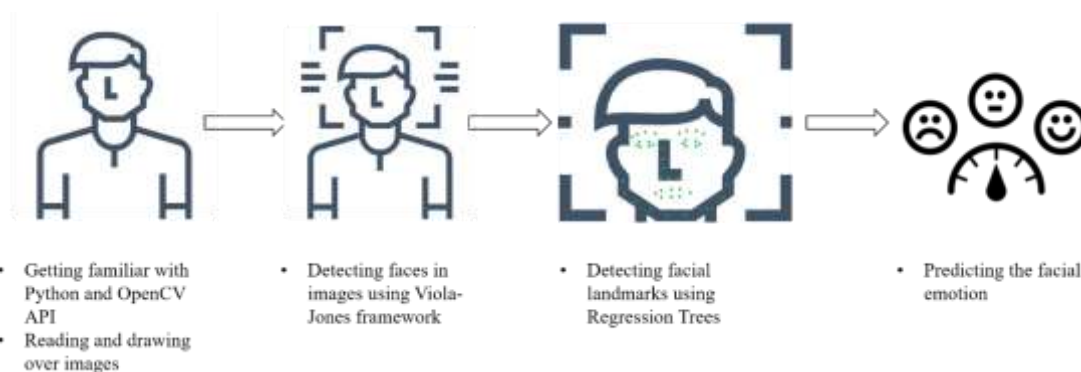 • Getting familiar with
Python and OpenCV
API
• Reading and drawing
over images
• Detecting faces in
images using Viola-
Jones framework
• Detecting facial
landmarks using
Regression Trees
• Predicting the facial
emotion